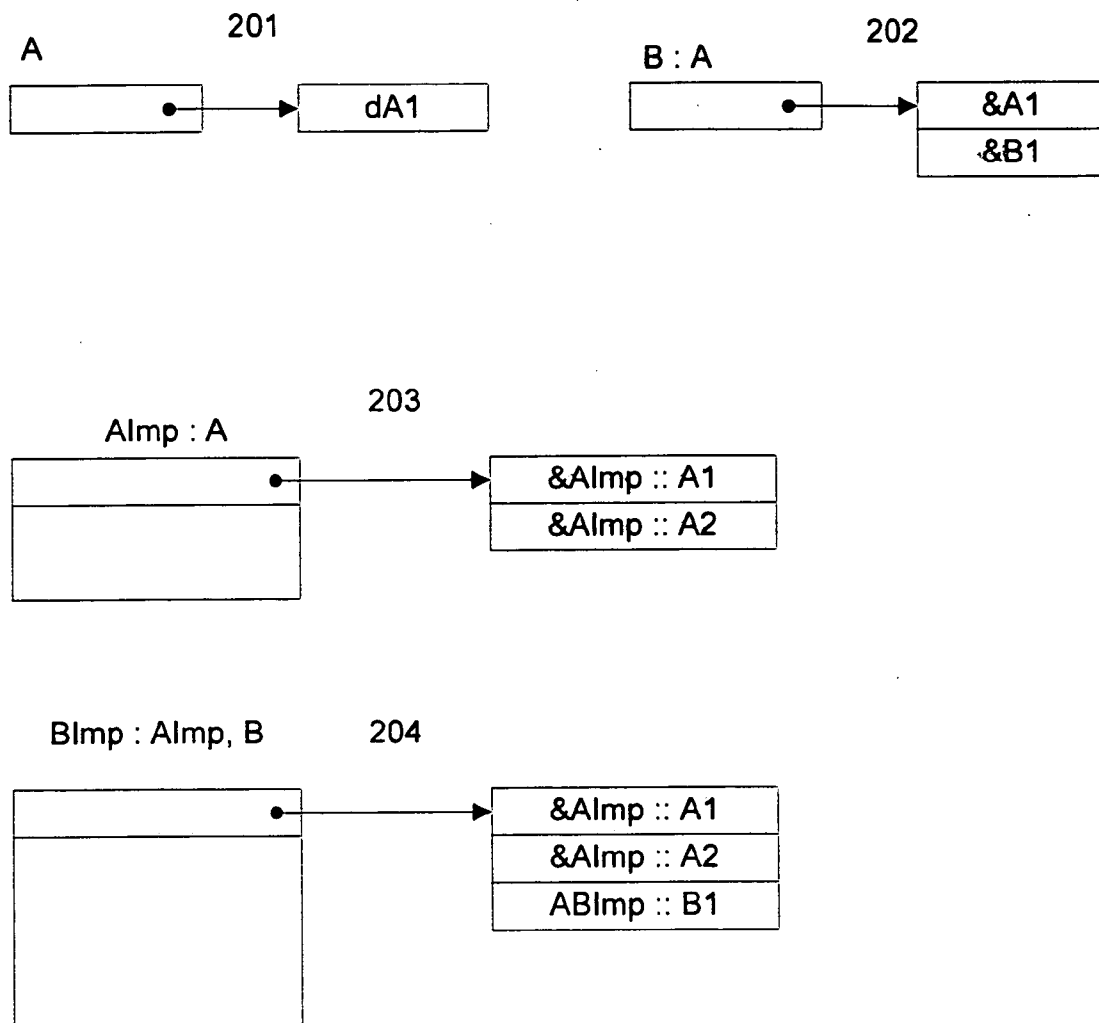 A
201
dA1
B : A
202
&A1
&B1
203
AImp : A
&AImp :: A1
&AImp :: A2
BImp : AImp, B
204
&AImp :: A1
&AImp :: A2
ABImp :: B1